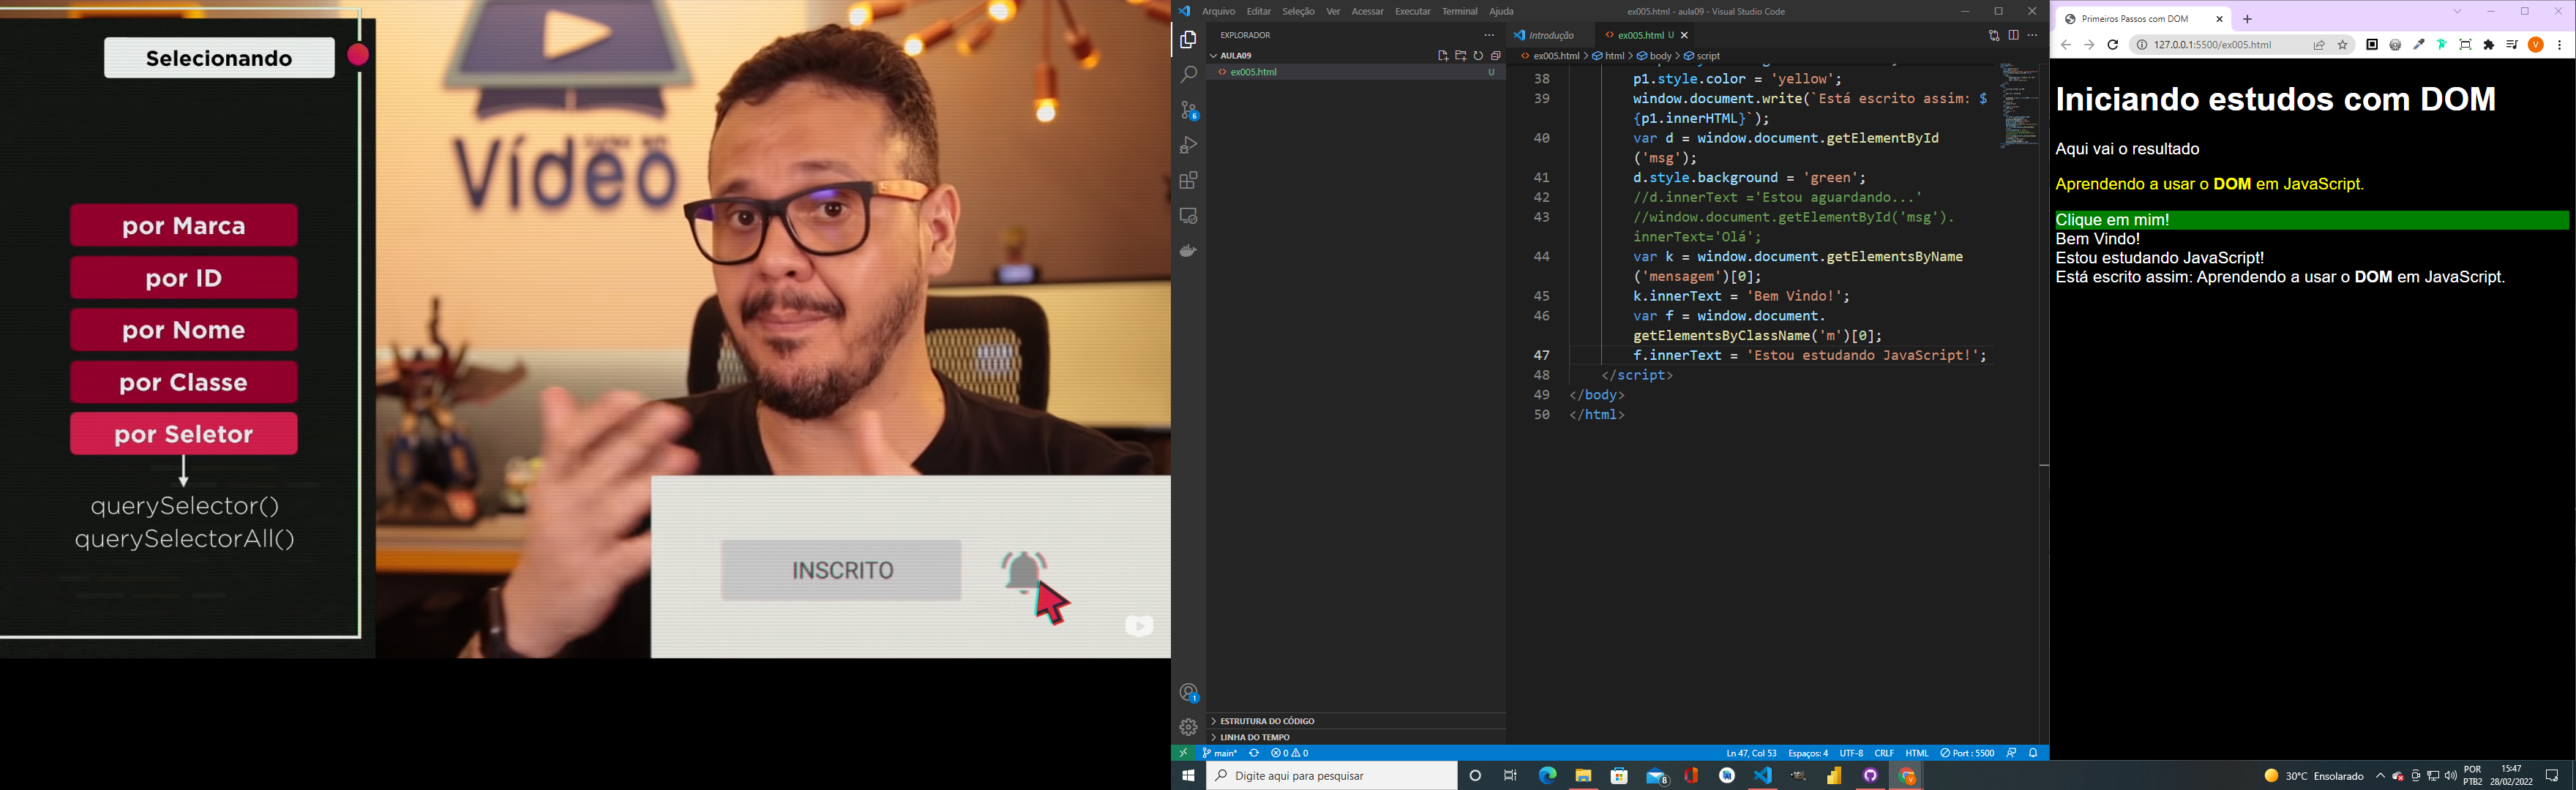 Selecionando
por Marca
por ID
por Nome
por Classe
por Seletor
querySelector()
querySelectorAll()
Vídeo
INSCRITO
Arquivo Editar Seleção Ver Acessar Executar Terminal Ajuda
ex005.html - aula09 - Visual Studio Code
EXPLORADOR
AULA09
ex005.html U
6
1
ESTRUTURA DO CÓDIGO
LINHA DO TEMPO
Introdução
ex005.html U
ex005.html > html > body > script
38 p1.style.color = 'yellow';
39 window.document.write(`Está escrito assim: $
{p1.innerHTML}`);
40 var d = window.document.getElementById
('msg');
41 d.style.background = 'green';
42 //d.innerText ='Estou aguardando...'
43 //window.document.getElementById('msg').
innerText='Olá';
44 var k = window.document.getElementsByName
('mensagem')[0];
45 k.innerText = 'Bem Vindo!';
46 var f = window.document.
getElementsByClassName('m')[0];
47 f.innerText = 'Estou estudando JavaScript!';
48 </script>
49 </body>
50 </html>
main*
0 0
Ln 47, Col 53 Espaços: 4 UTF-8 CRLF HTML Port : 5500
Primeiros Passos com DOM
127.0.0.1:5500/ex005.html
V
Iniciando estudos com DOM
Aqui vai o resultado
Aprendendo a usar o DOM em JavaScript.
Clique em mim!
Bem Vindo!
Estou estudando JavaScript!
Está escrito assim: Aprendendo a usar o DOM em JavaScript.
Digite aqui para pesquisar
8
30°C Ensolarado
POR
PTB2
15:47
28/02/2022